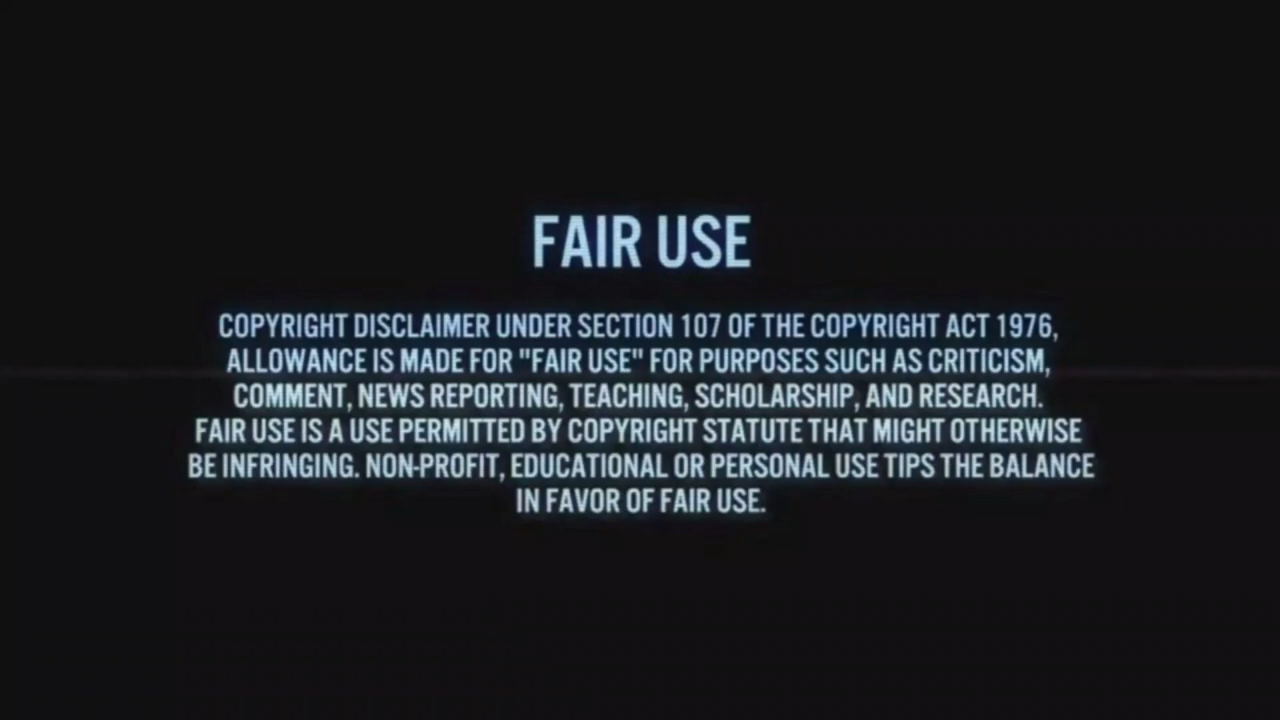 FAIR USE
COPYRIGHT DISCLAIMER UNDER SECTION 107 OF THE COPYRIGHT ACT 1976,
ALLOWANCE IS MADE FOR "FAIR USE" FOR PURPOSES SUCH AS CRITICISM,
COMMENT, NEWS REPORTING, TEACHING, SCHOLARSHIP, AND RESEARCH.
FAIR USE IS A USE PERMITTED BY COPYRIGHT STATUTE THAT MIGHT OTHERWISE
BE INFRINGING. NON-PROFIT, EDUCATIONAL OR PERSONAL USE TIPS THE BALANCE
IN FAVOR OF FAIR USE.